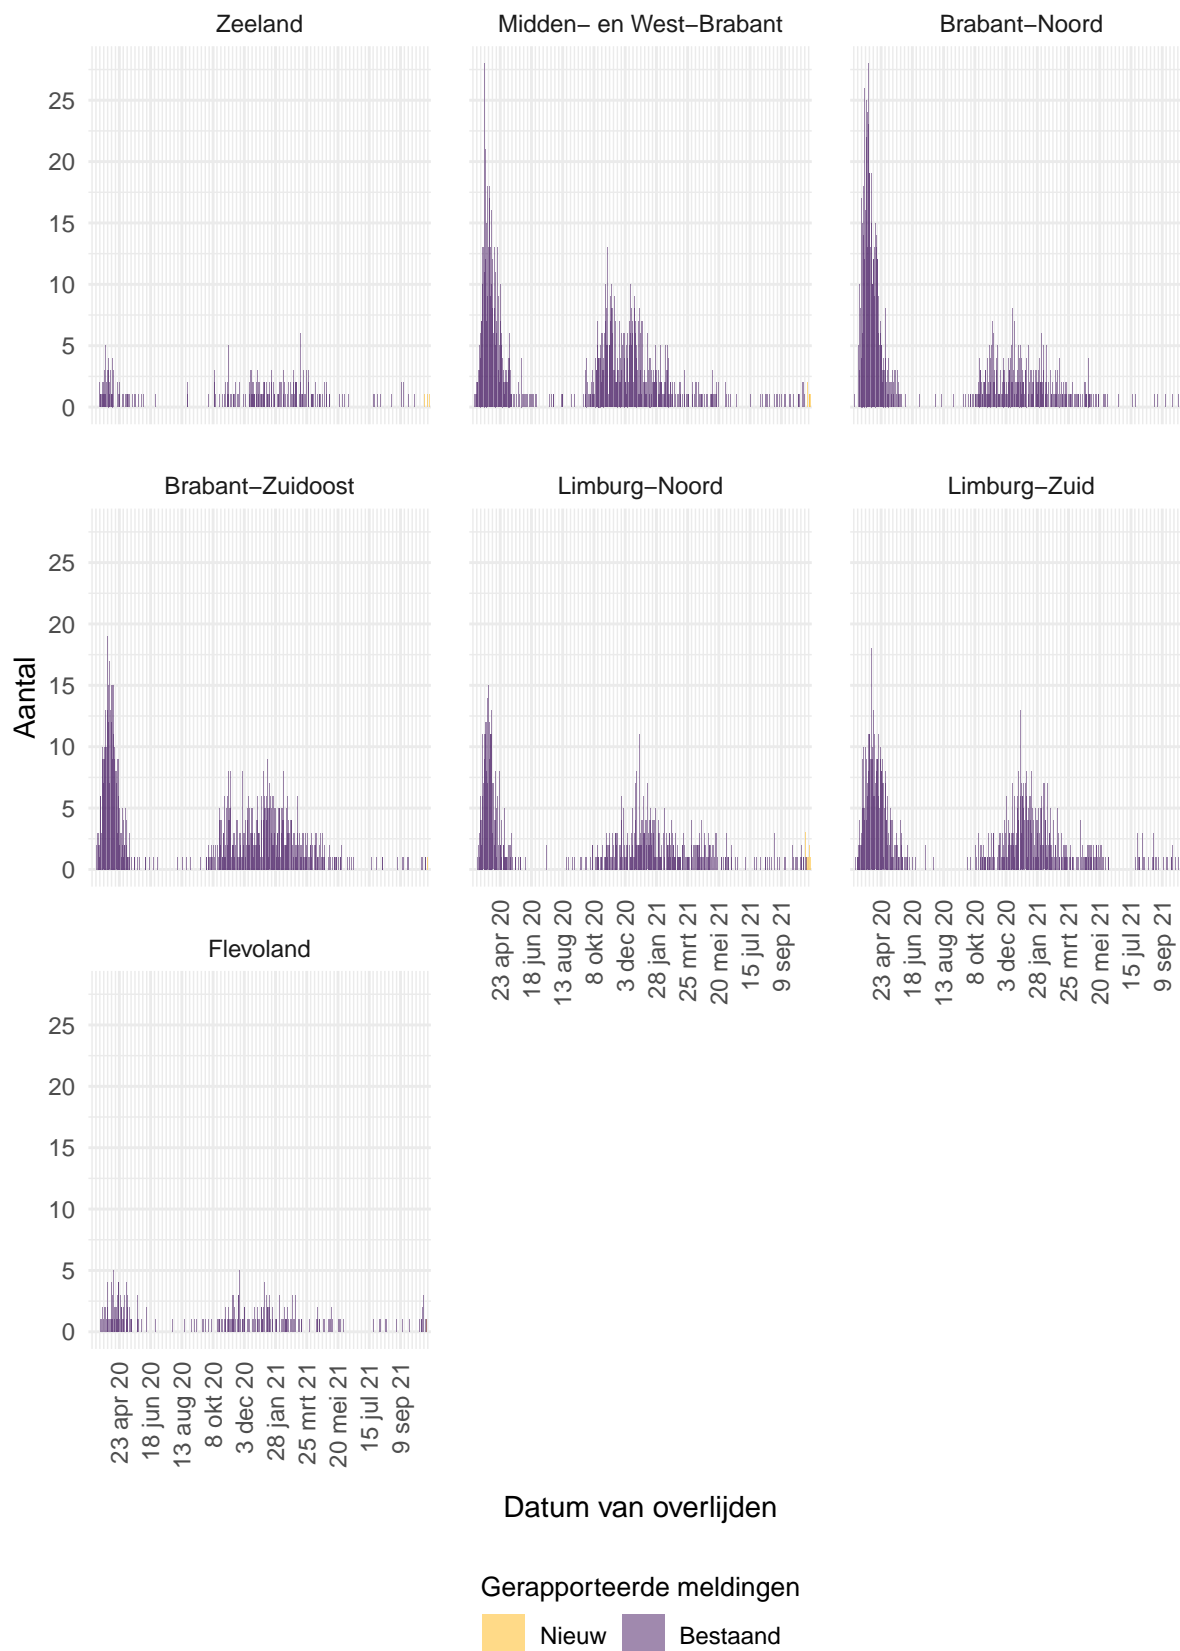 Zeeland
Midden− en West−Brabant
Brabant−Noord
25
20
15
10
5
0
Brabant−Zuidoost
Limburg−Noord
Limburg−Zuid
25
20
15
10
5
0
Aantal
23 apr 20
18 jun 20
13 aug 20
8 okt 20
3 dec 20
28 jan 21
25 mrt 21
20 mei 21
15 jul 21
9 sep 21
23 apr 20
18 jun 20
13 aug 20
8 okt 20
3 dec 20
28 jan 21
25 mrt 21
20 mei 21
15 jul 21
9 sep 21
Flevoland
25
20
15
10
5
0
23 apr 20
18 jun 20
13 aug 20
8 okt 20
3 dec 20
28 jan 21
25 mrt 21
20 mei 21
15 jul 21
9 sep 21
Datum van overlijden
Gerapporteerde meldingen
Nieuw
Bestaand